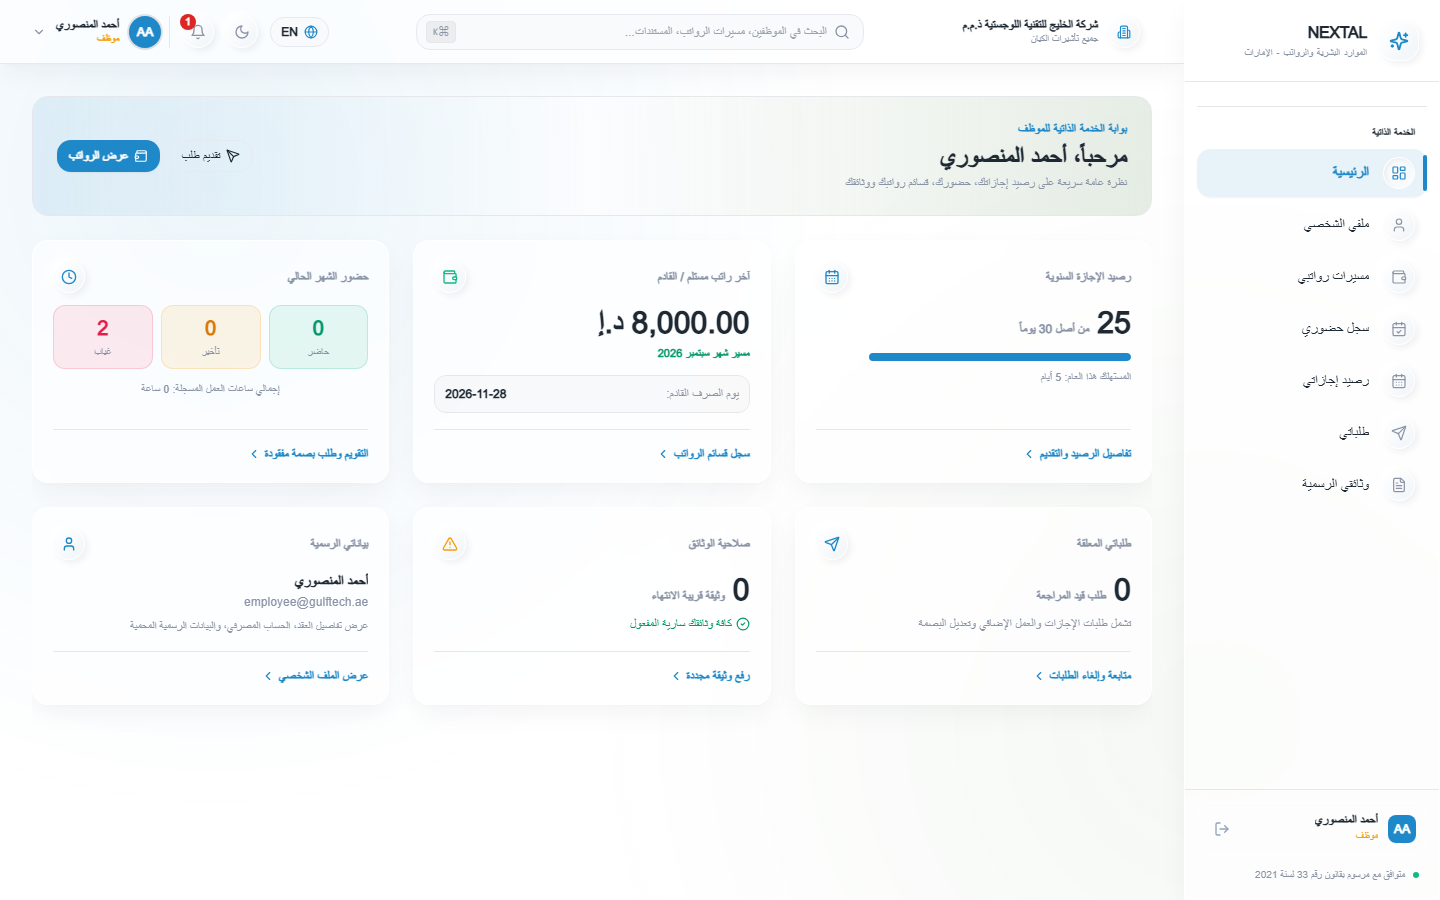 NEXTAL
الموارد البشرية والرواتب - الإمارات
الخدمة الذاتية
الرئيسية
ملفي الشخصي
مسيرات رواتبي
سجل حضوري
رصيد إجازاتي
طلباتي
وثائقي الرسمية
أحمد المنصوري
موظف
AA
متوافق مع مرسوم بقانون رقم 33 لسنة 2021
شركة الخليج للتقنية اللوجستية ذ.م.م
جميع تأشيرات الكيان
البحث في الموظفين، مسيرات الرواتب، المستندات...
⌘K
EN
1
AA
أحمد المنصوري
موظف
بوابة الخدمة الذاتية للموظف
مرحباً، أحمد المنصوري
نظرة عامة سريعة على رصيد إجازاتك، حضورك، قسائم رواتبك ووثائقك
تقديم طلب
عرض الرواتب
رصيد الإجازة السنوية
25 من أصل 30 يوماً
المستهلك هذا العام: 5 أيام
تفاصيل الرصيد والتقديم
آخر راتب مستلم / القادم
8,000.00 د.إ
مسير شهر سبتمبر 2026
يوم الصرف القادم:
2026-11-28
سجل قسائم الرواتب
حضور الشهر الحالي
0
حاضر
0
تأخير
2
غياب
إجمالي ساعات العمل المسجلة: 0 ساعة
التقويم وطلب بصمة مفقودة
طلباتي المعلقة
0 طلب قيد المراجعة
تشمل طلبات الإجازات والعمل الإضافي وتعديل البصمة
متابعة وإلغاء الطلبات
صلاحية الوثائق
0 وثيقة قريبة الانتهاء
كافة وثائقك سارية المفعول
رفع وثيقة مجددة
بياناتي الرسمية
أحمد المنصوري
employee@gulftech.ae
عرض تفاصيل العقد، الحساب المصرفي، والبيانات الرسمية المحمية
عرض الملف الشخصي